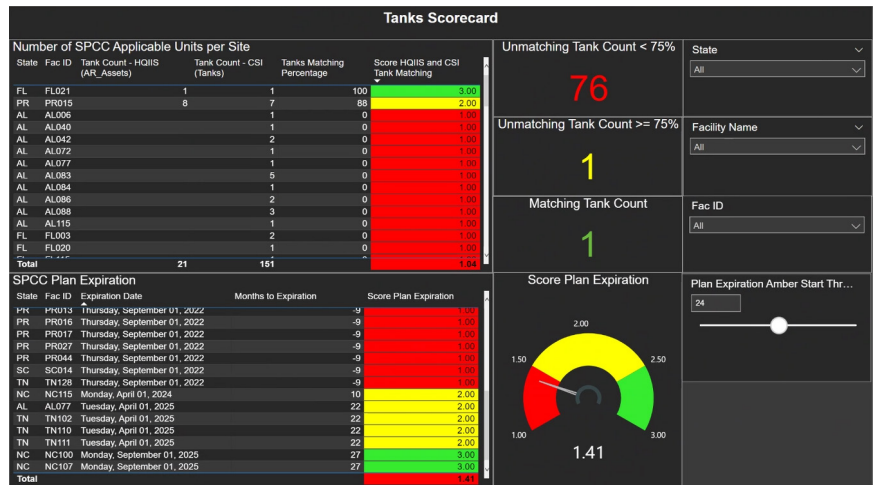 Tanks Scorecard
Number of SPCC Applicable Units per Site
State Fac ID Tank Count - HQIIS (AR_Assets) Tank Count - CSI (Tanks) Tanks Matching Percentage Score HQIIS and CSI Tank Matching
FL FL021 1 1 100 3.00
PR PR015 8 7 88 2.00
AL AL006 1 0 1.00
AL AL040 1 0 1.00
AL AL042 2 0 1.00
AL AL072 1 0 1.00
AL AL077 1 0 1.00
AL AL083 5 0 1.00
AL AL084 1 0 1.00
AL AL086 2 0 1.00
AL AL088 3 0 1.00
AL AL115 1 0 1.00
FL FL003 2 0 1.00
FL FL020 1 0 1.00
Total 21 151 1.04
Unmatching Tank Count < 75%
76
Unmatching Tank Count >= 75%
1
Matching Tank Count
1
State
All
Facility Name
All
Fac ID
All
SPCC Plan Expiration
State Fac ID Expiration Date Months to Expiration Score Plan Expiration
PR PR013 Thursday, September 01, 2022 -9 1.00
PR PR016 Thursday, September 01, 2022 -9 1.00
PR PR017 Thursday, September 01, 2022 -9 1.00
PR PR027 Thursday, September 01, 2022 -9 1.00
PR PR044 Thursday, September 01, 2022 -9 1.00
SC SC014 Thursday, September 01, 2022 -9 1.00
TN TN128 Thursday, September 01, 2022 -9 1.00
NC NC115 Monday, April 01, 2024 10 2.00
AL AL077 Tuesday, April 01, 2025 22 2.00
TN TN102 Tuesday, April 01, 2025 22 2.00
TN TN110 Tuesday, April 01, 2025 22 2.00
TN TN111 Tuesday, April 01, 2025 22 2.00
NC NC100 Monday, September 01, 2025 27 3.00
NC NC107 Monday, September 01, 2025 27 3.00
Total 1.41
Score Plan Expiration
2.00
1.50 2.50
1.00 3.00
1.41
Plan Expiration Amber Start Thr...
24